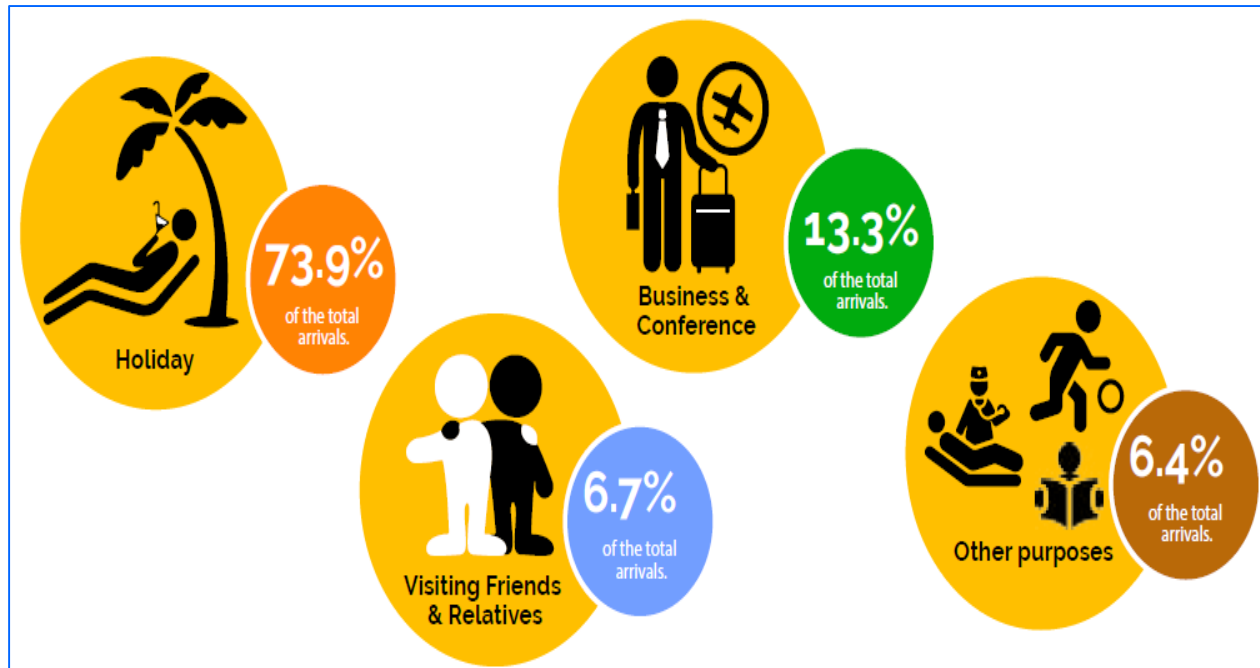 73.9%
of the total
arrivals.
Holiday
13.3%
of the total
arrivals.
Business &
Conference
6.7%
of the total
arrivals.
Visiting Friends
& Relatives
6.4%
of the total
arrivals.
Other purposes